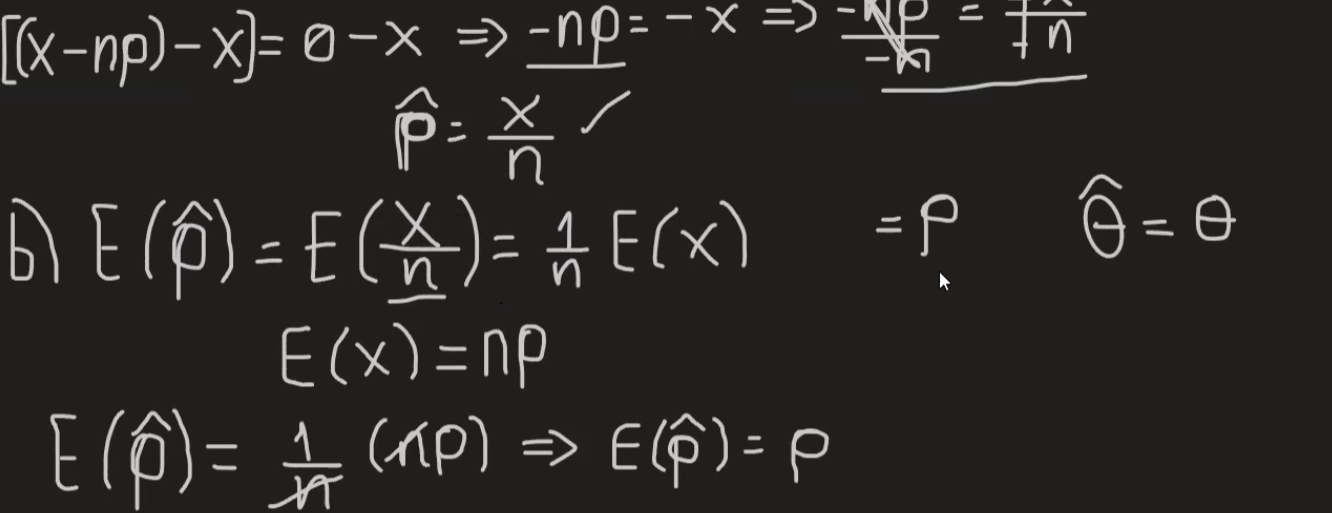 [(x-np)-x]= 0-x ⇒ -np= -x ⇒ -np/-n = -x/-n
p̂ = x/n ✓
b) E(p̂) = E(x/n) = 1/n E(x) = p θ̂ = θ
E(x) = np
E(p̂) = 1/n (np) ⇒ E(p̂) = p